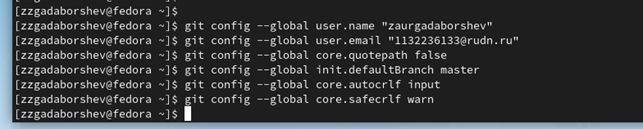 [zzgadaborshev@fedora ~]$
[zzgadaborshev@fedora ~]$ git config --global user.name "zaurgadaborshev"
[zzgadaborshev@fedora ~]$ git config --global user.email "1132236133@rudn.ru"
[zzgadaborshev@fedora ~]$ git config --global core.quotepath false
[zzgadaborshev@fedora ~]$ git config --global init.defaultBranch master
[zzgadaborshev@fedora ~]$ git config --global core.autocrlf input
[zzgadaborshev@fedora ~]$ git config --global core.safecrlf warn
[zzgadaborshev@fedora ~]$